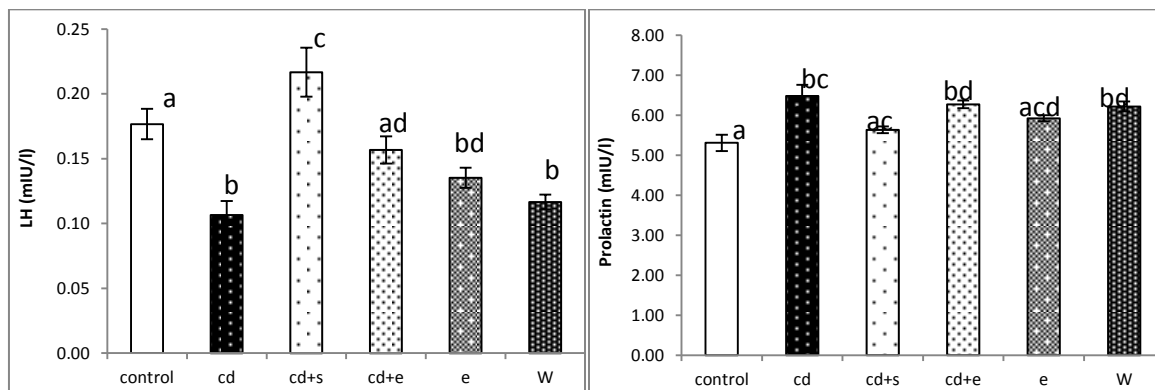 LH (mIU/l)
0.25
0.20
0.15
0.10
0.05
0.00
a
b
c
ad
bd
b
control cd cd+s cd+e e W
Prolactin (mIU/l)
8.00
7.00
6.00
5.00
4.00
3.00
2.00
1.00
0.00
a
bc
ac
bd
acd
bd
control cd cd+s cd+e e W